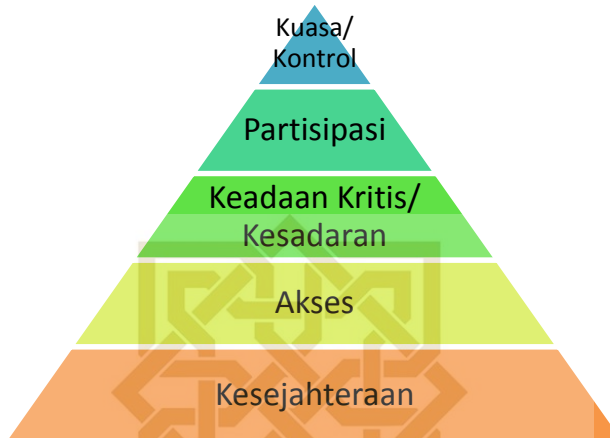 Kuasa/
Kontrol
Partisipasi
Keadaan Kritis/
Kesadaran
Akses
Kesejahteraan